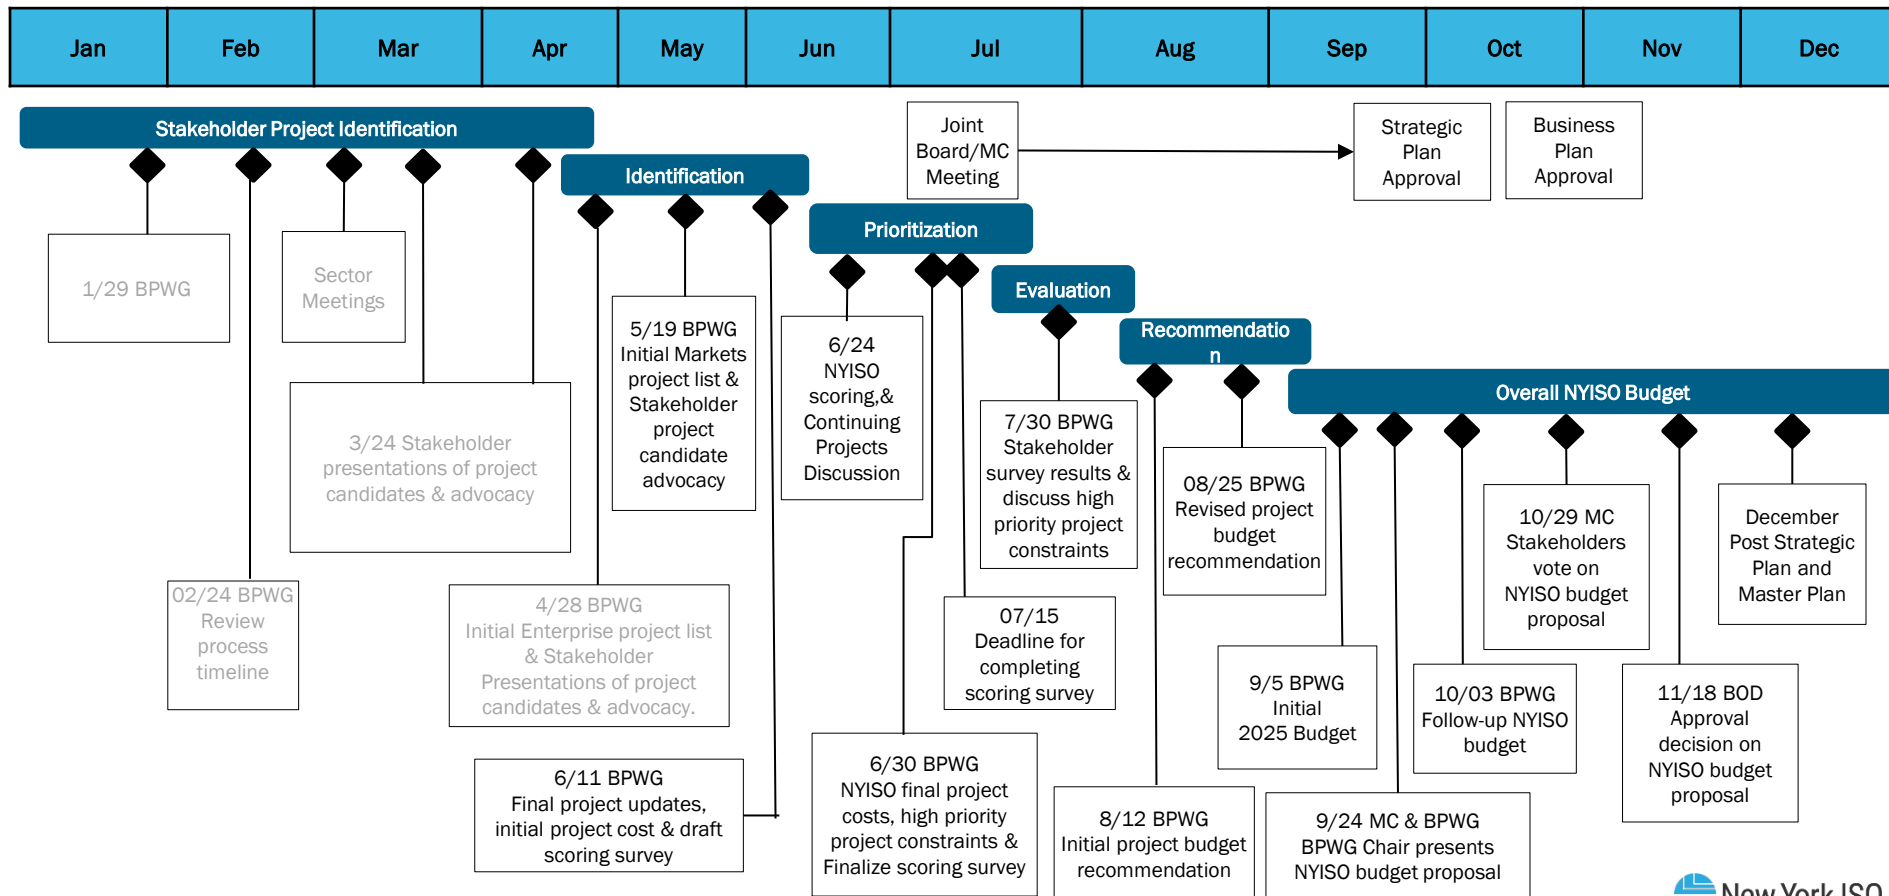 Jan
Feb
Mar
Apr
May
Jun
Jul
Aug
Sep
Oct
Nov
Dec
Stakeholder Project Identification
Joint
Board/MC
Meeting
Strategic
Plan
Approval
Business
Plan
Approval
Identification
Prioritization
Evaluation
Recommendatio
n
Overall NYISO Budget
1/29 BPWG
Sector
Meetings
3/24 Stakeholder
presentations of project
candidates & advocacy
02/24 BPWG
Review
process
timeline
4/28 BPWG
Initial Enterprise project list
& Stakeholder
Presentations of project
candidates & advocacy.
5/19 BPWG
Initial Markets
project list &
Stakeholder
project
candidate
advocacy
6/11 BPWG
Final project updates,
initial project cost & draft
scoring survey
6/24
NYISO
scoring,&
Continuing
Projects
Discussion
6/30 BPWG
NYISO final project
costs, high priority
project constraints &
Finalize scoring survey
07/15
Deadline for
completing
scoring survey
7/30 BPWG
Stakeholder
survey results &
discuss high
priority project
constraints
8/12 BPWG
Initial project budget
recommendation
08/25 BPWG
Revised project
budget
recommendation
9/5 BPWG
Initial
2025 Budget
9/24 MC & BPWG
BPWG Chair presents
NYISO budget proposal
10/03 BPWG
Follow-up NYISO
budget
10/29 MC
Stakeholders
vote on
NYISO budget
proposal
11/18 BOD
Approval
decision on
NYISO budget
proposal
December
Post Strategic
Plan and
Master Plan
New York ISO